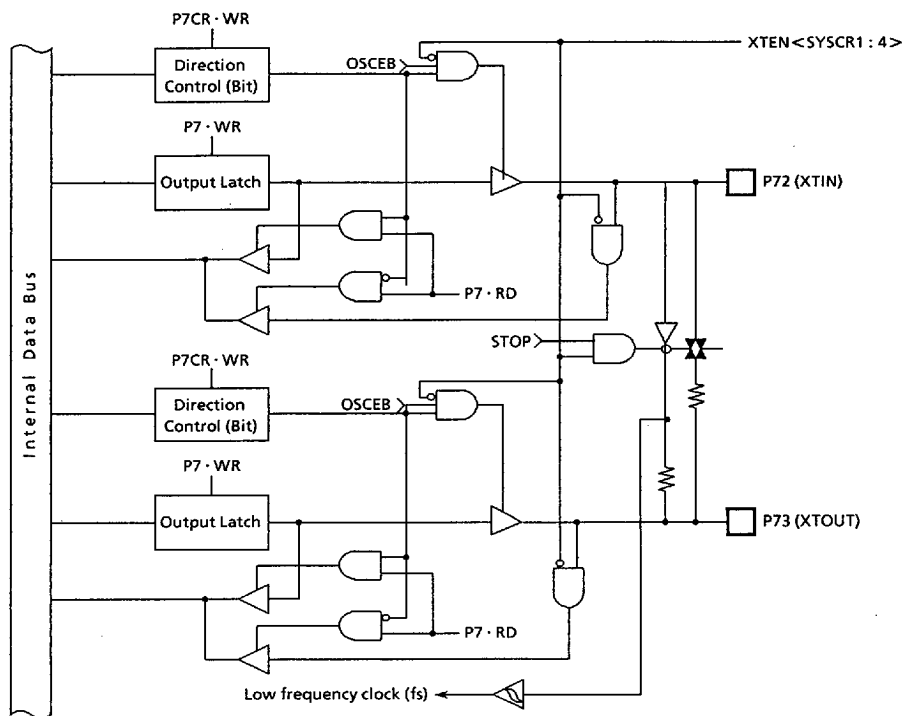 P7CR · WR
XTEN<SYSCR1 : 4>
OSCEB
Direction
Control (Bit)
P7 · WR
Output Latch
P72 (XTIN)
P7 · RD
STOP
Internal Data Bus
P7CR · WR
OSCEB
Direction
Control (Bit)
P7 · WR
Output Latch
P73 (XTOUT)
P7 · RD
Low frequency clock (fs)